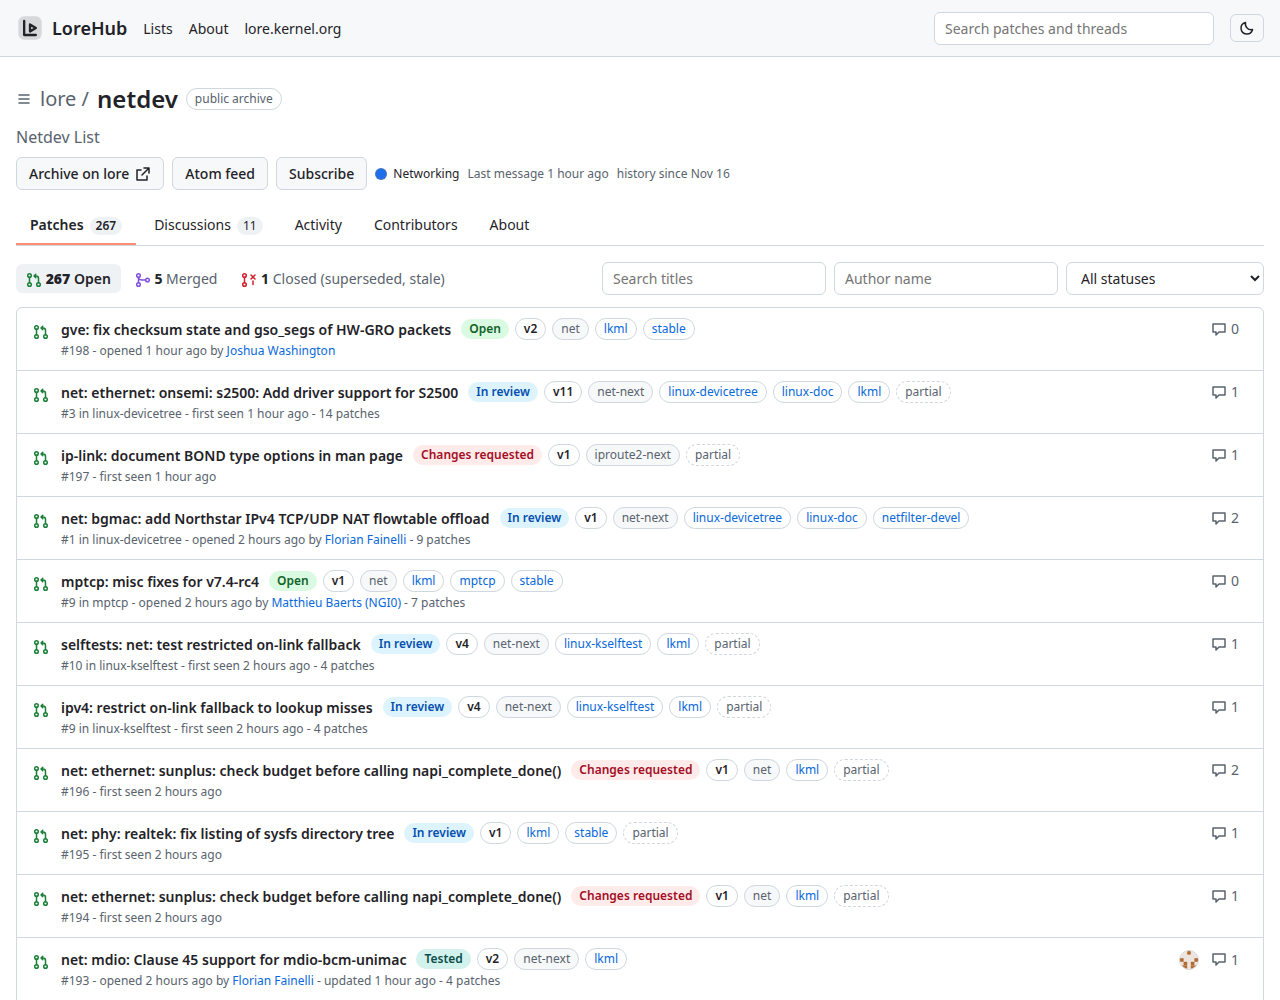 LoreHub Lists About lore.kernel.org Search patches and threads
lore / netdev public archive
Netdev List
Archive on lore Atom feed Subscribe Networking Last message 1 hour ago history since Nov 16
Patches 267 Discussions 11 Activity Contributors About
267 Open 5 Merged 1 Closed (superseded, stale) Search titles Author name All statuses
gve: fix checksum state and gso_segs of HW-GRO packets Open v2 net lkml stable 0
#198 - opened 1 hour ago by Joshua Washington
net: ethernet: onsemi: s2500: Add driver support for S2500 In review v11 net-next linux-devicetree linux-doc lkml partial 1
#3 in linux-devicetree - first seen 1 hour ago - 14 patches
ip-link: document BOND type options in man page Changes requested v1 iproute2-next partial 1
#197 - first seen 1 hour ago
net: bgmac: add Northstar IPv4 TCP/UDP NAT flowtable offload In review v1 net-next linux-devicetree linux-doc netfilter-devel 2
#1 in linux-devicetree - opened 2 hours ago by Florian Fainelli - 9 patches
mptcp: misc fixes for v7.4-rc4 Open v1 net lkml mptcp stable 0
#9 in mptcp - opened 2 hours ago by Matthieu Baerts (NGI0) - 7 patches
selftests: net: test restricted on-link fallback In review v4 net-next linux-kselftest lkml partial 1
#10 in linux-kselftest - first seen 2 hours ago - 4 patches
ipv4: restrict on-link fallback to lookup misses In review v4 net-next linux-kselftest lkml partial 1
#9 in linux-kselftest - first seen 2 hours ago - 4 patches
net: ethernet: sunplus: check budget before calling napi_complete_done() Changes requested v1 net lkml partial 2
#196 - first seen 2 hours ago
net: phy: realtek: fix listing of sysfs directory tree In review v1 lkml stable partial 1
#195 - first seen 2 hours ago
net: ethernet: sunplus: check budget before calling napi_complete_done() Changes requested v1 net lkml partial 1
#194 - first seen 2 hours ago
net: mdio: Clause 45 support for mdio-bcm-unimac Tested v2 net-next lkml 1
#193 - opened 2 hours ago by Florian Fainelli - updated 1 hour ago - 4 patches